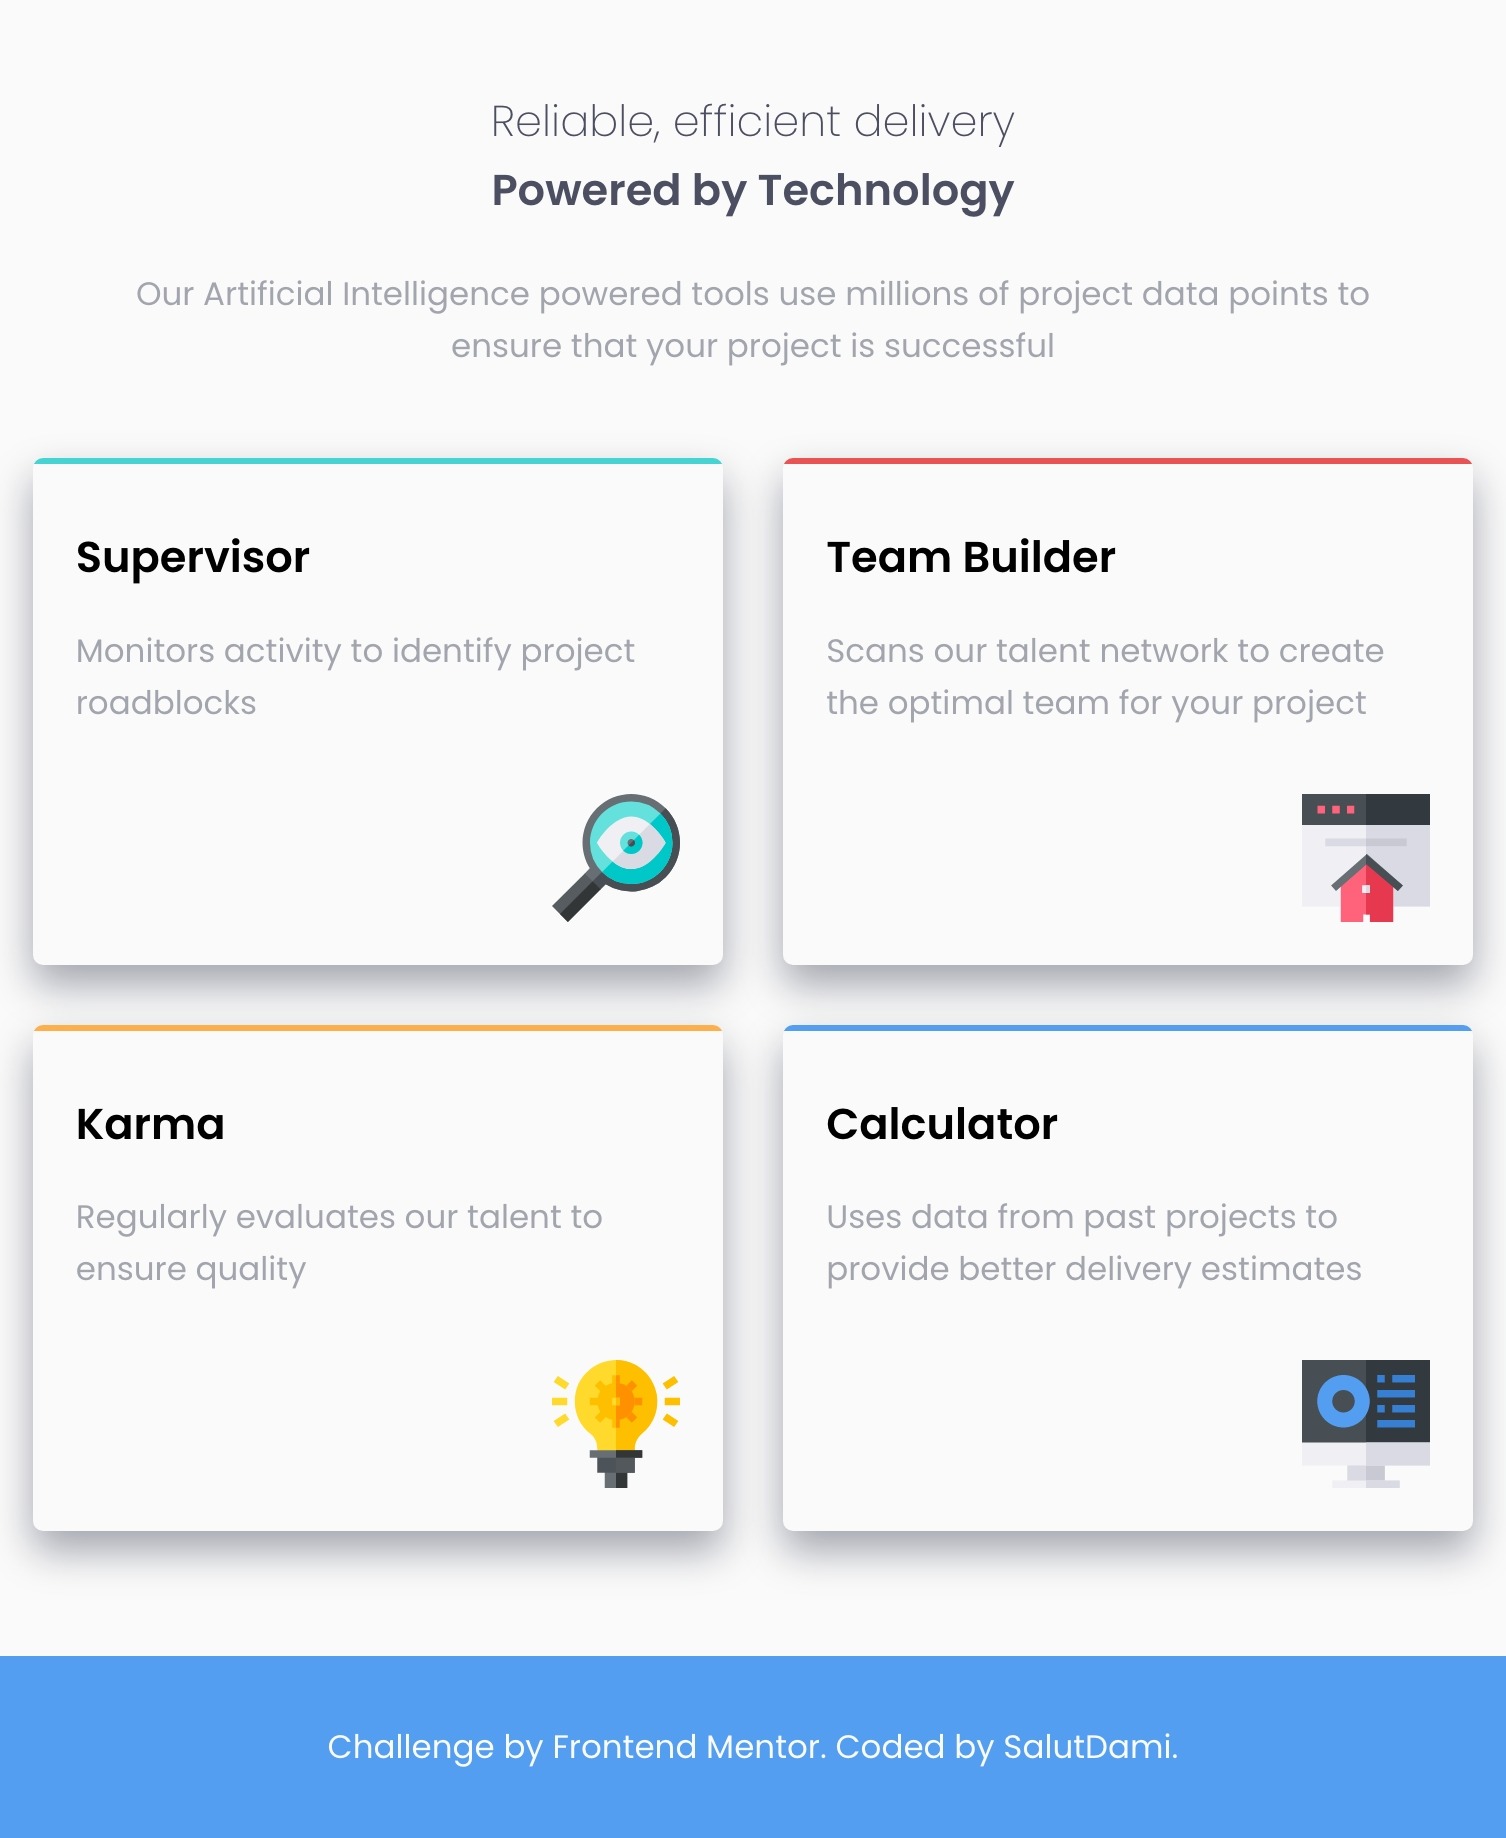 Reliable, efficient delivery
Powered by Technology
Our Artificial Intelligence powered tools use millions of project data points to
ensure that your project is successful
Supervisor
Monitors activity to identify project
roadblocks
Team Builder
Scans our talent network to create
the optimal team for your project
Karma
Regularly evaluates our talent to
ensure quality
Calculator
Uses data from past projects to
provide better delivery estimates
Challenge by Frontend Mentor. Coded by SalutDami.